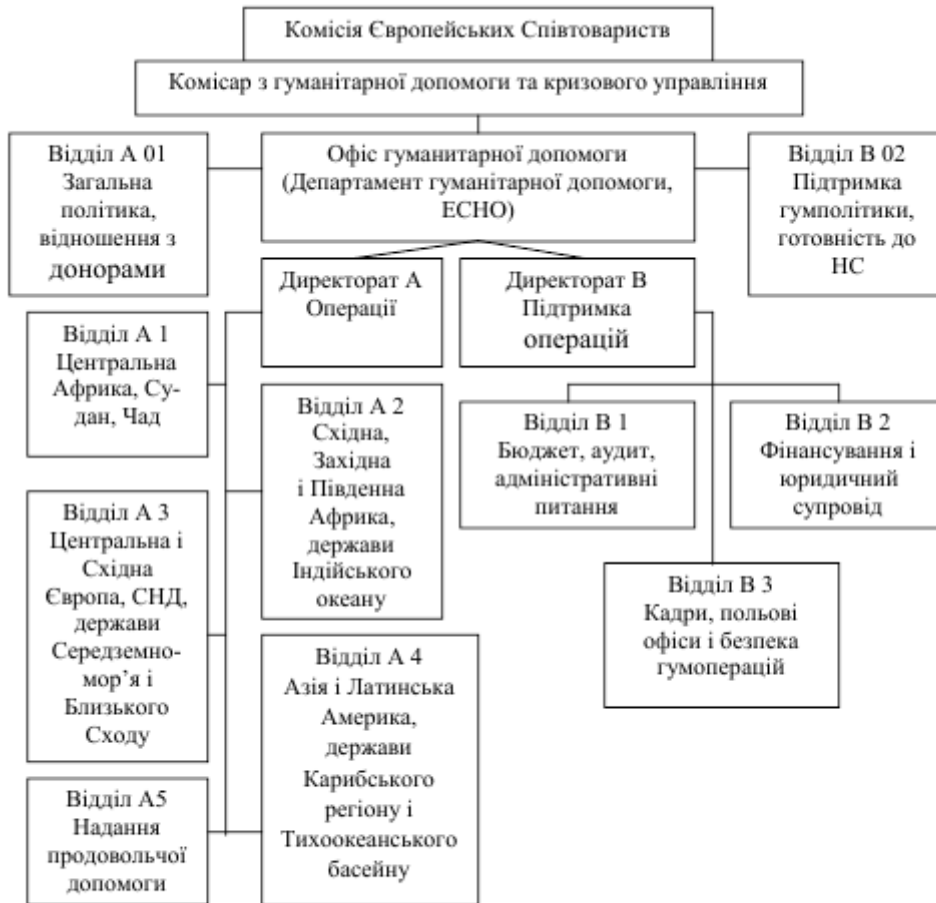 Комісія Європейських Співтовариств
Комісар з гуманітарної допомоги та кризового управління
Відділ А 01
Загальна
політика,
відношення з
донорами
Офіс гуманитарної допомоги
(Департамент гуманітарної допомоги,
ECHO)
Відділ В 02
Підтримка
гумполітики,
готовність до
НС
Директорат А
Операції
Директорат В
Підтримка
операцій
Відділ А 1
Центральна
Африка, Су-
дан, Чад
Відділ А 2
Східна,
Західна
і Південна
Африка,
держави
Індійського
океану
Відділ В 1
Бюджет, аудит,
адміністративні
питання
Відділ В 2
Фінансування і
юридичний
супровід
Відділ А 3
Центральна і
Східна
Європа, СНД,
держави
Середземно-
мор’я і
Близького
Сходу
Відділ В 3
Кадри, польові
офіси і безпека
гумоперацій
Відділ А 4
Азія і Латинська
Америка,
держави
Карибського
регіону і
Тихоокеанського
басейну
Відділ А5
Надання
продовольчої
допомоги